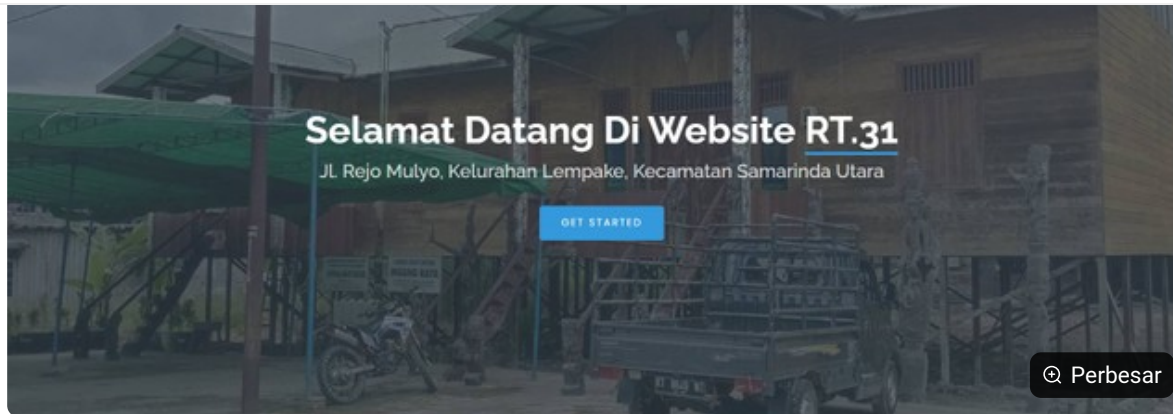 Selamat Datang Di Website RT.31
Jl. Rejo Mulyo, Kelurahan Lempake, Kecamatan Samarinda Utara
GET STARTED
Perbesar